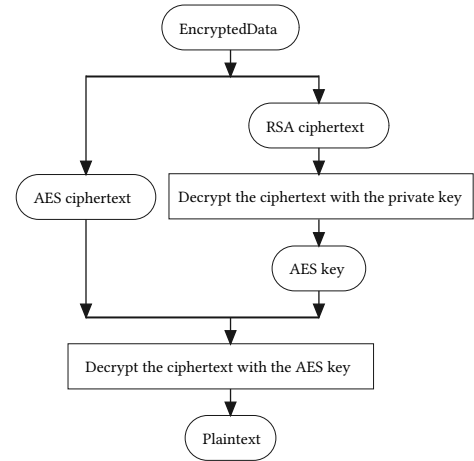 EncryptedData
RSA ciphertext
AES ciphertext
Decrypt the ciphertext with the private key
AES key
Decrypt the ciphertext with the AES key
Plaintext